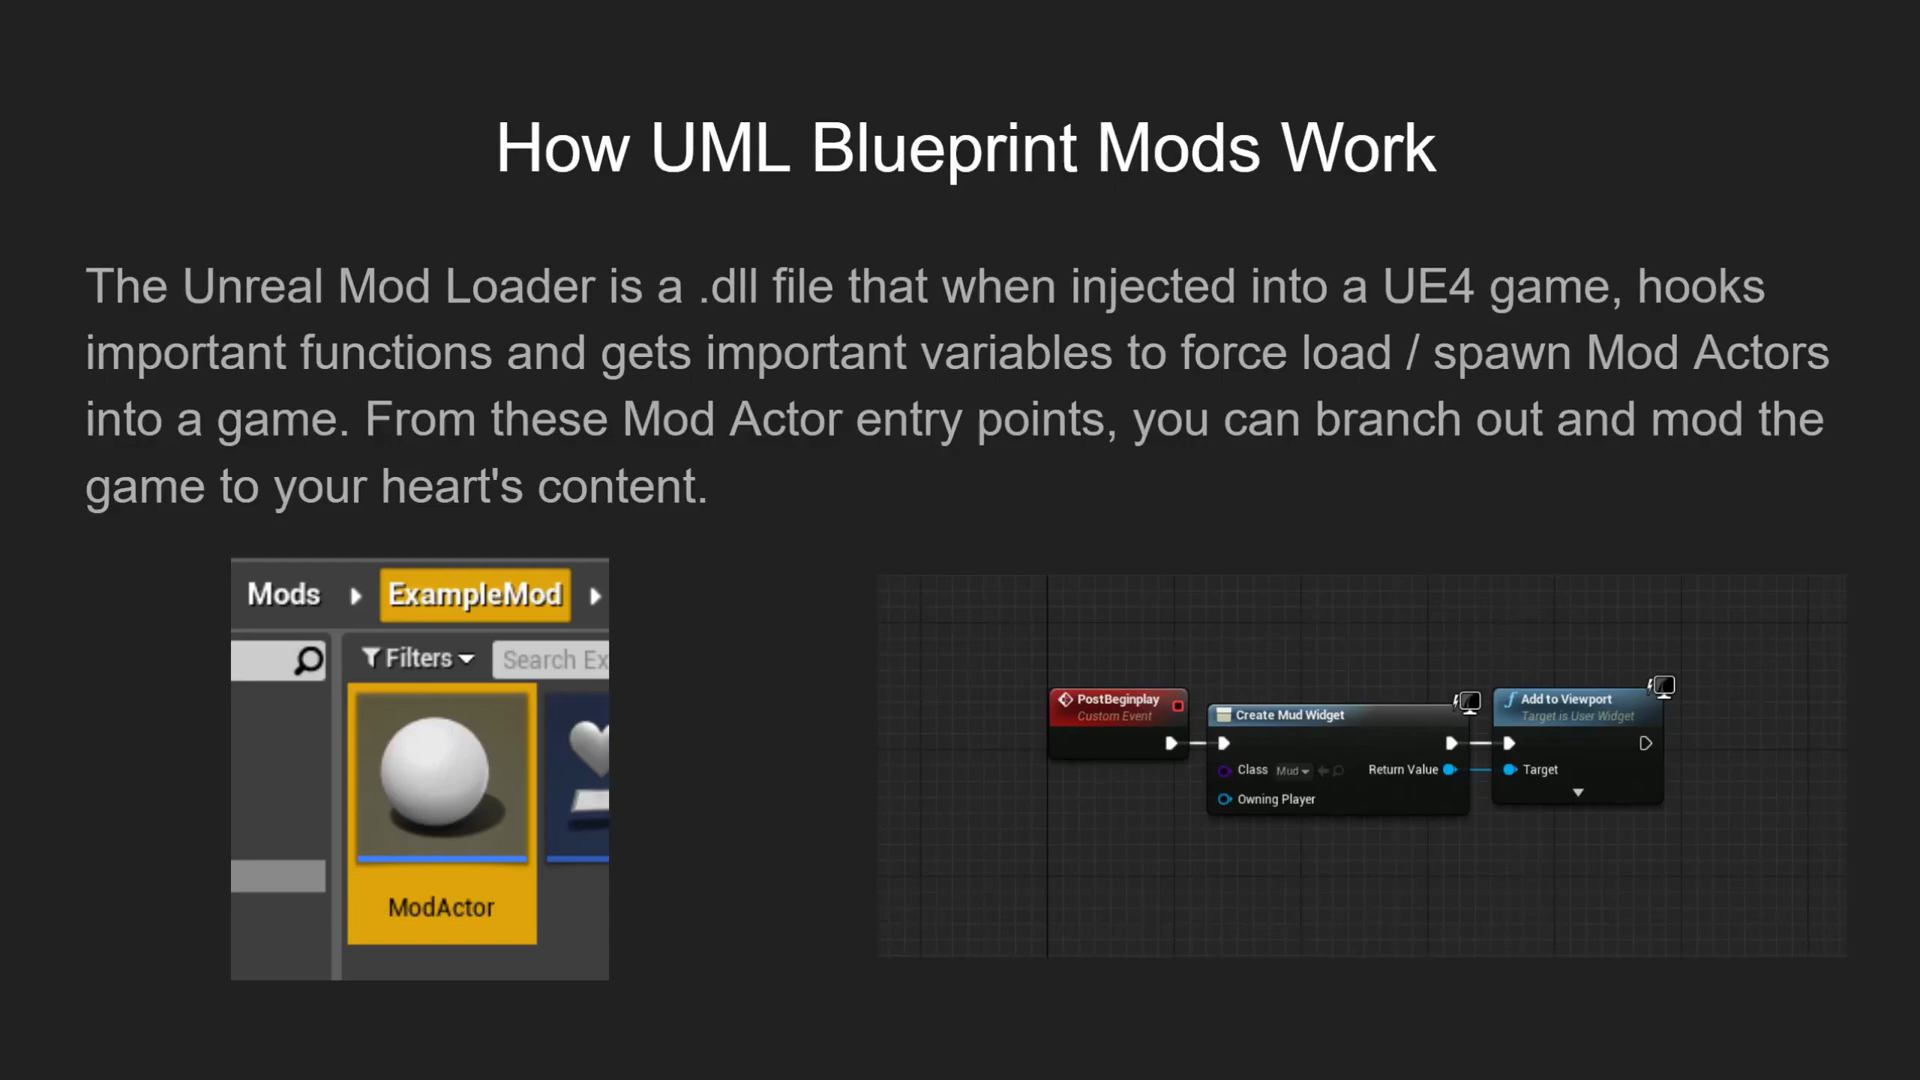 How UML Blueprint Mods Work
The Unreal Mod Loader is a .dll file that when injected into a UE4 game, hooks
important functions and gets important variables to force load / spawn Mod Actors
into a game. From these Mod Actor entry points, you can branch out and mod the
game to your heart's content.
Mods ExampleMod
Filters Search Ex
ModActor
PostBeginplay
Custom Event
Create Mud Widget
Class Mud Return Value
Owning Player
Add to Viewport
Target is User Widget
Target